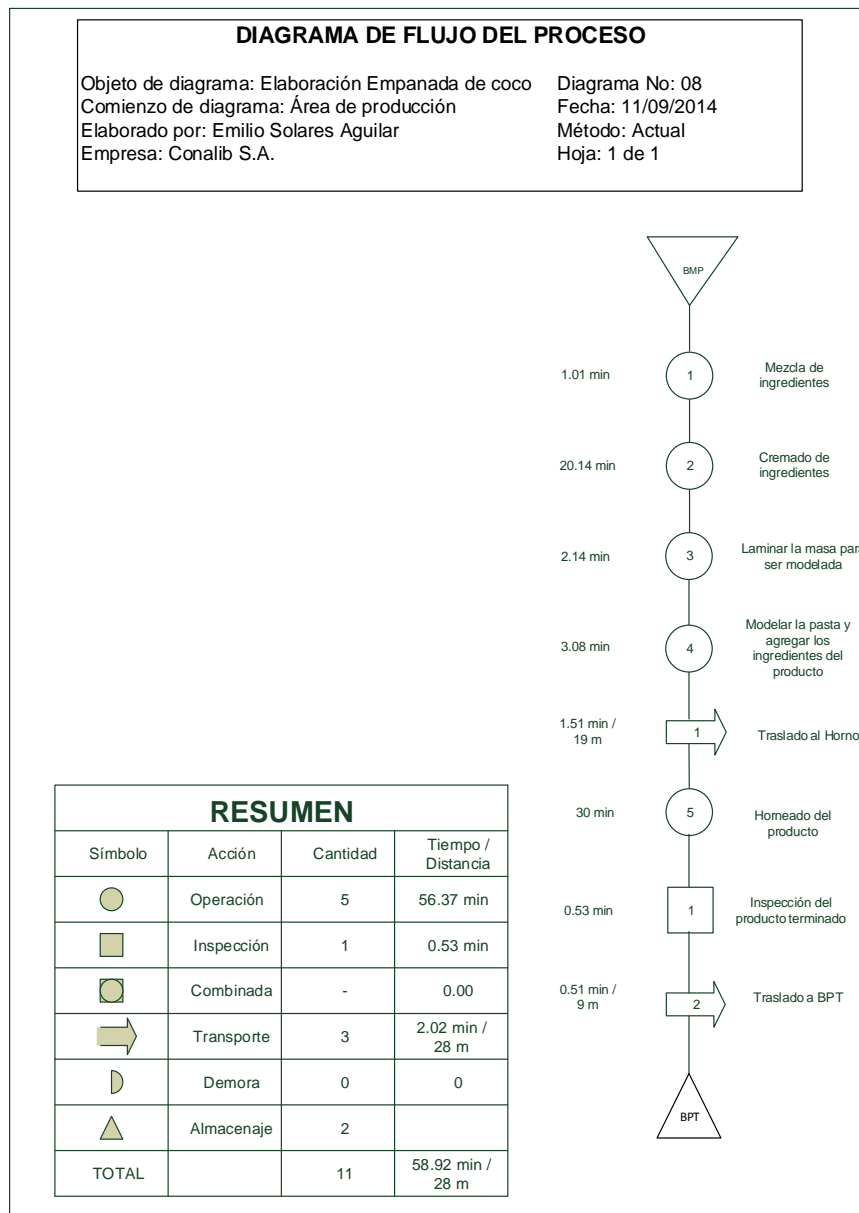 DIAGRAMA DE FLUJO DEL PROCESO
Objeto de diagrama: Elaboración Empanada de coco
Comienzo de diagrama: Área de producción
Elaborado por: Emilio Solares Aguilar
Empresa: Conalib S.A.
Diagrama No: 08
Fecha: 11/09/2014
Método: Actual
Hoja: 1 de 1
BMP
1.01 min
1
Mezcla de
ingredientes
20.14 min
2
Cremado de
ingredientes
2.14 min
3
Laminar la masa para
ser modelada
3.08 min
4
Modelar la pasta y
agregar los
ingredientes del
producto
1.51 min /
19 m
1
Traslado al Horno
30 min
5
Horneado del
producto
0.53 min
1
Inspección del
producto terminado
0.51 min /
9 m
2
Traslado a BPT
BPT
RESUMEN
Símbolo Acción Cantidad Tiempo /
Distancia
Operación 5 56.37 min
Inspección 1 0.53 min
Combinada - 0.00
Transporte 3 2.02 min /
28 m
Demora 0 0
Almacenaje 2
TOTAL 11 58.92 min /
28 m